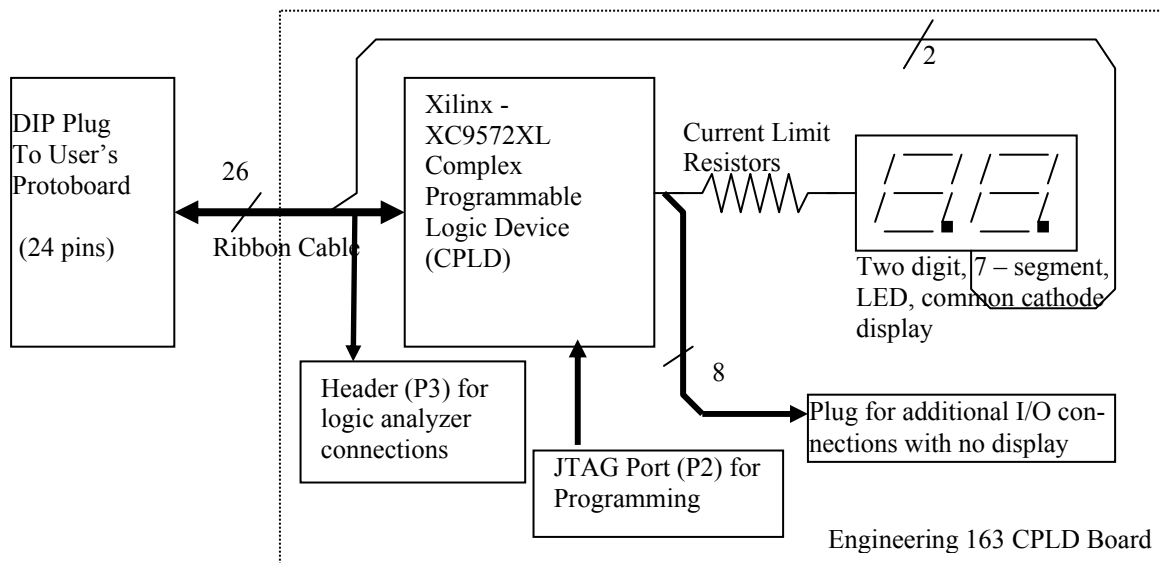 2
DIP Plug
To User’s
Protoboard
(24 pins)
26
Ribbon Cable
Xilinx -
XC9572XL
Complex
Programmable
Logic Device
(CPLD)
Current Limit
Resistors
Two digit, 7 – segment,
LED, common cathode
display
8
Header (P3) for
logic analyzer
connections
JTAG Port (P2) for
Programming
Plug for additional I/O con-
nections with no display
Engineering 163 CPLD Board